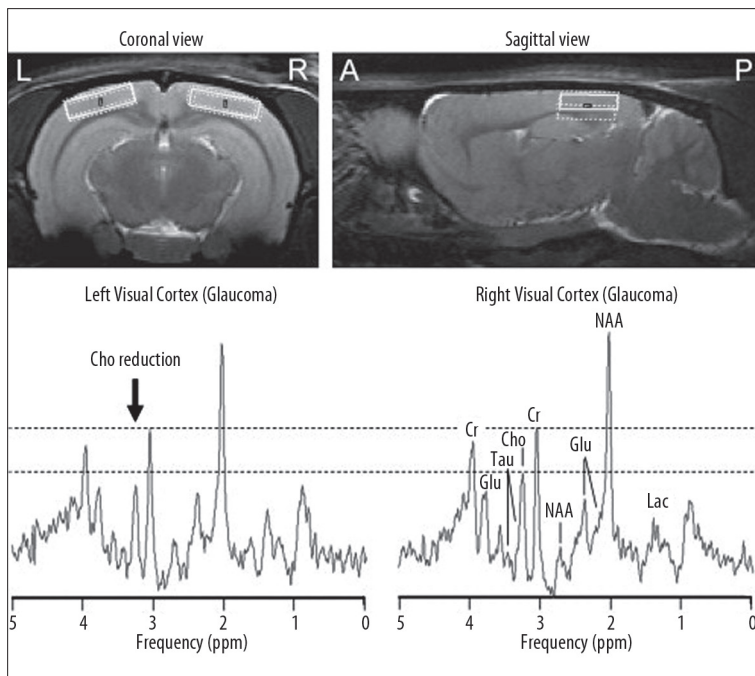 Coronal view
Sagittal view
L R
A P
Left Visual Cortex (Glaucoma)
Right Visual Cortex (Glaucoma)
NAA
Cho reduction
Cr
Cr
Cho
Glu
Tau
Glu
NAA
Lac
5 4 3 2 1 0
5 4 3 2 1 0
Frequency (ppm)
Frequency (ppm)